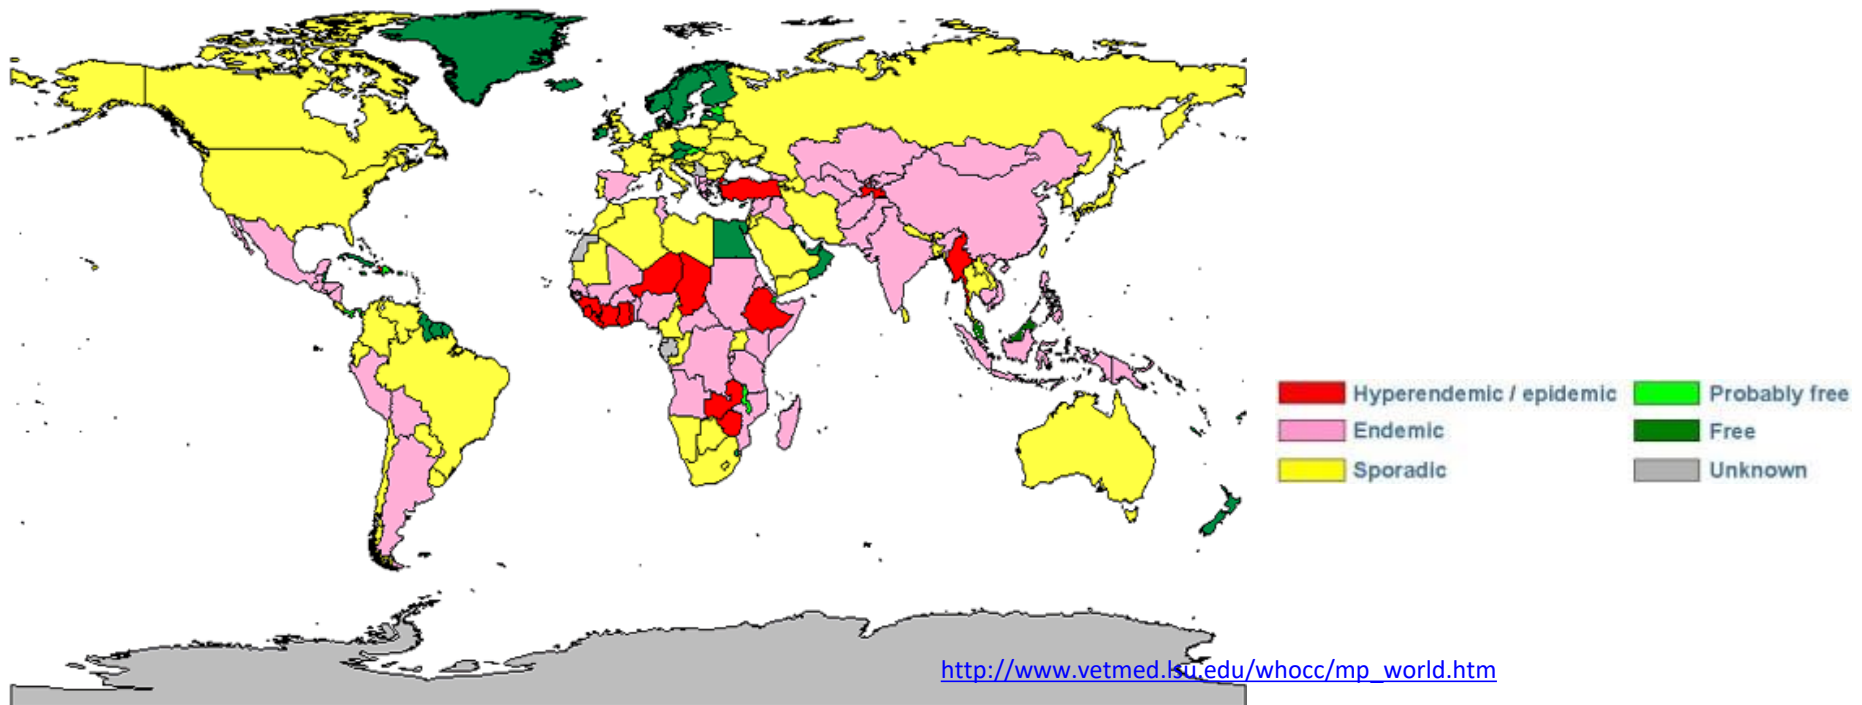 Hyperendemic / epidemic
Endemic
Sporadic
Probably free
Free
Unknown
http://www.vetmed.lsu.edu/whocc/mp_world.htm